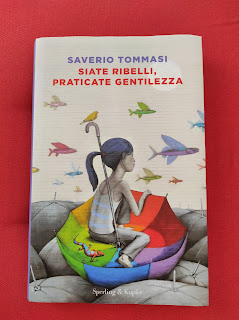 SAVERIO TOMMASI
SIATE RIBELLI,
PRATICATE GENTILEZZA
Sperling & Kupfer